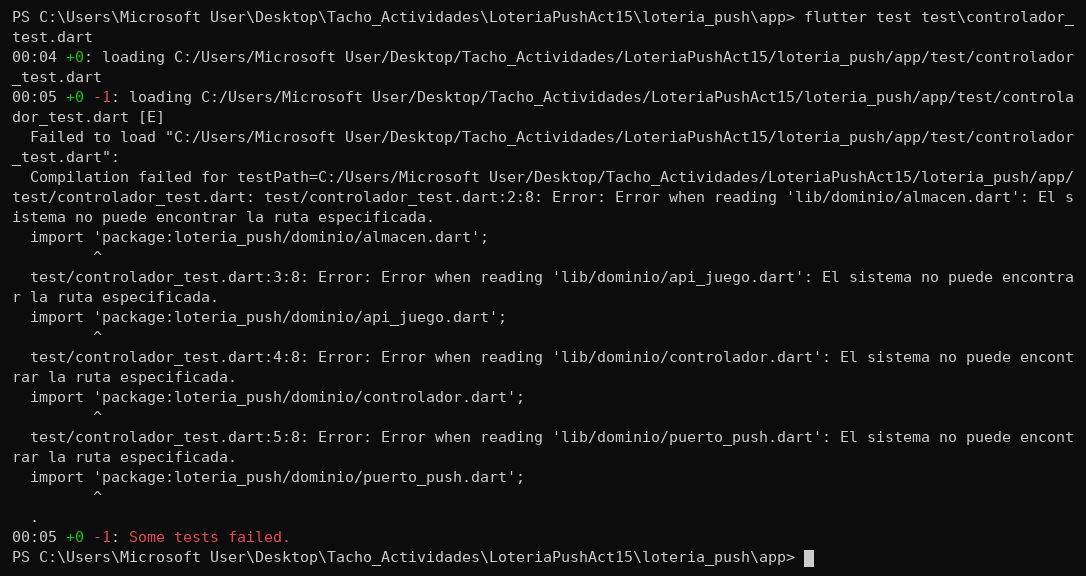 PS C:\Users\Microsoft User\Desktop\Tacho_Actividades\LoteriaPushAct15\loteria_push\app> flutter test test\controlador_
test.dart
00:04 +0: loading C:/Users/Microsoft User/Desktop/Tacho_Actividades/LoteriaPushAct15/loteria_push/app/test/controlador
_test.dart
00:05 +0 -1: loading C:/Users/Microsoft User/Desktop/Tacho_Actividades/LoteriaPushAct15/loteria_push/app/test/controla
dor_test.dart [E]
  Failed to load "C:/Users/Microsoft User/Desktop/Tacho_Actividades/LoteriaPushAct15/loteria_push/app/test/controlador
_test.dart":
  Compilation failed for testPath=C:/Users/Microsoft User/Desktop/Tacho_Actividades/LoteriaPushAct15/loteria_push/app/
test/controlador_test.dart: test/controlador_test.dart:2:8: Error: Error when reading 'lib/dominio/almacen.dart': El s
istema no puede encontrar la ruta especificada.
  import 'package:loteria_push/dominio/almacen.dart';
         ^
  test/controlador_test.dart:3:8: Error: Error when reading 'lib/dominio/api_juego.dart': El sistema no puede encontra
r la ruta especificada.
  import 'package:loteria_push/dominio/api_juego.dart';
         ^
  test/controlador_test.dart:4:8: Error: Error when reading 'lib/dominio/controlador.dart': El sistema no puede encont
rar la ruta especificada.
  import 'package:loteria_push/dominio/controlador.dart';
         ^
  test/controlador_test.dart:5:8: Error: Error when reading 'lib/dominio/puerto_push.dart': El sistema no puede encont
rar la ruta especificada.
  import 'package:loteria_push/dominio/puerto_push.dart';
         ^
  .
00:05 +0 -1: Some tests failed.
PS C:\Users\Microsoft User\Desktop\Tacho_Actividades\LoteriaPushAct15\loteria_push\app>